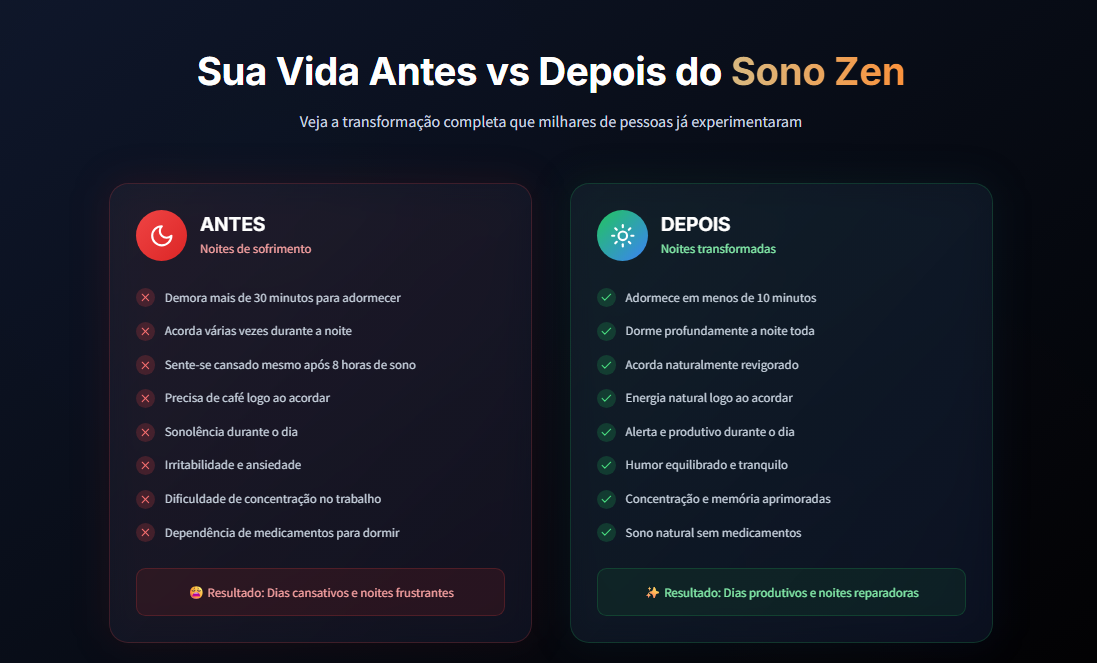 Sua Vida Antes vs Depois do Sono Zen
Veja a transformação completa que milhares de pessoas já experimentaram
ANTES
Noites de sofrimento
Demora mais de 30 minutos para adormecer
Acorda várias vezes durante a noite
Sente-se cansado mesmo após 8 horas de sono
Precisa de café logo ao acordar
Sonolência durante o dia
Irritabilidade e ansiedade
Dificuldade de concentração no trabalho
Dependência de medicamentos para dormir
Resultado: Dias cansativos e noites frustrantes
DEPOIS
Noites transformadas
Adormece em menos de 10 minutos
Dorme profundamente a noite toda
Acorda naturalmente revigorado
Energia natural logo ao acordar
Alerta e produtivo durante o dia
Humor equilibrado e tranquilo
Concentração e memória aprimoradas
Sono natural sem medicamentos
✨ Resultado: Dias produtivos e noites reparadoras